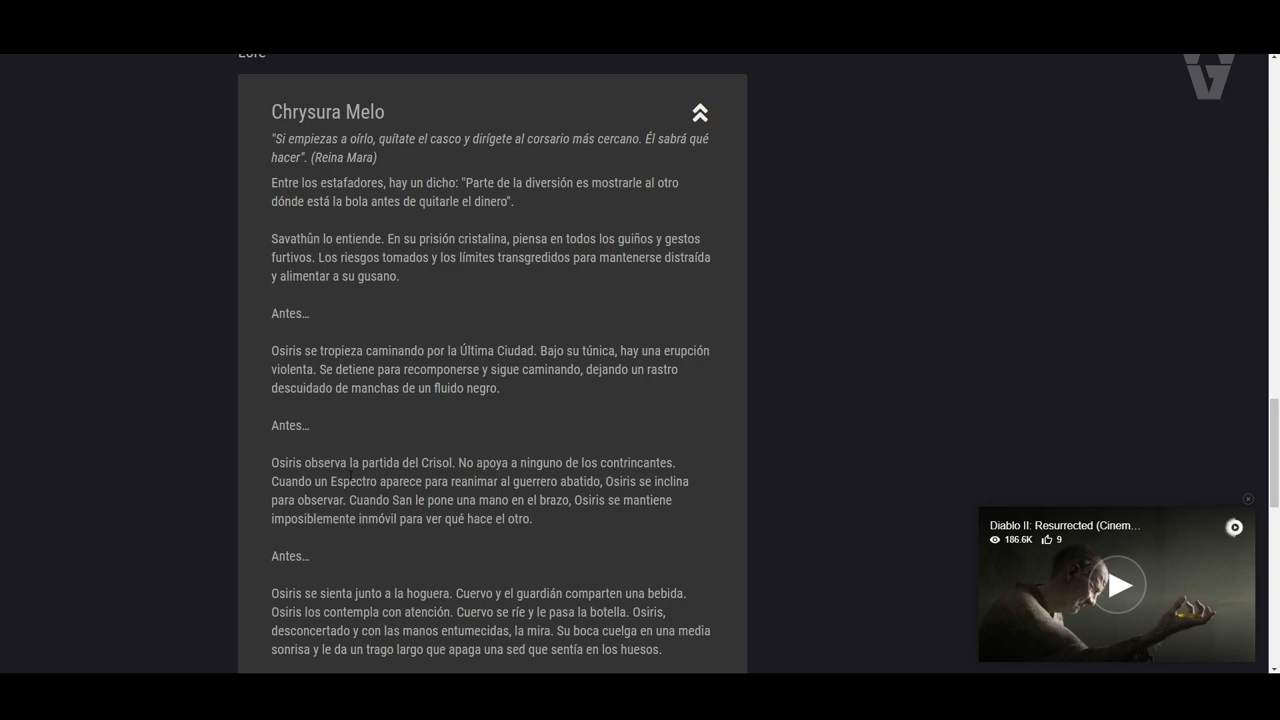 Lore
Chrysura Melo
"Si empiezas a oírlo, quítate el casco y dirígete al corsario más cercano. Él sabrá qué
hacer". (Reina Mara)
Entre los estafadores, hay un dicho: "Parte de la diversión es mostrarle al otro
dónde está la bola antes de quitarle el dinero".
Savathûn lo entiende. En su prisión cristalina, piensa en todos los guiños y gestos
furtivos. Los riesgos tomados y los límites transgredidos para mantenerse distraída
y alimentar a su gusano.
Antes…
Osiris se tropieza caminando por la Última Ciudad. Bajo su túnica, hay una erupción
violenta. Se detiene para recomponerse y sigue caminando, dejando un rastro
descuidado de manchas de un fluido negro.
Antes…
Osiris observa la partida del Crisol. No apoya a ninguno de los contrincantes.
Cuando un Espectro aparece para reanimar al guerrero abatido, Osiris se inclina
para observar. Cuando San le pone una mano en el brazo, Osiris se mantiene
imposiblemente inmóvil para ver qué hace el otro.
Antes…
Osiris se sienta junto a la hoguera. Cuervo y el guardián comparten una bebida.
Osiris los contempla con atención. Cuervo se ríe y le pasa la botella. Osiris,
desconcertado y con las manos entumecidas, la mira. Su boca cuelga en una media
sonrisa y le da un trago largo que apaga una sed que sentía en los huesos.
Diablo II: Resurrected (Cinem...
186.6K 9